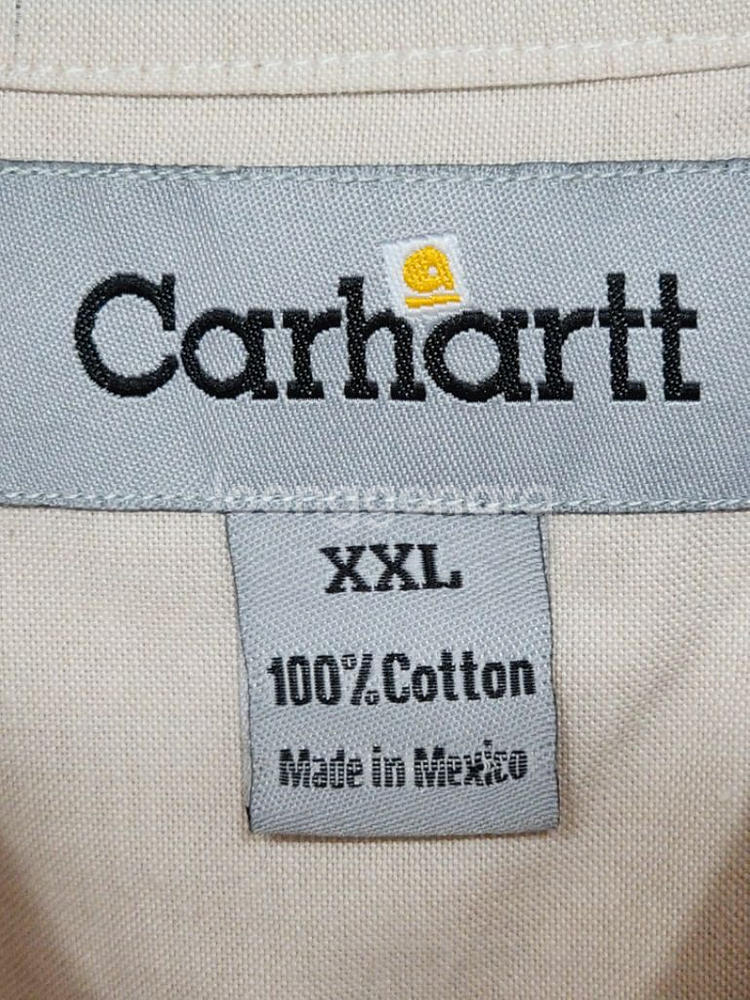 Carhartt
XXL
100% Cotton
Made in Mexico